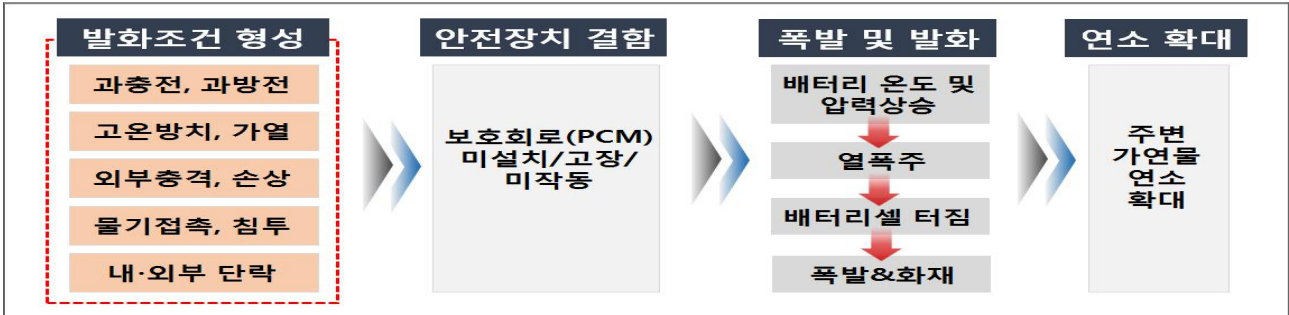 발화조건 형성
과충전, 과방전
고온방치, 가열
외부충격, 손상
물기접촉, 침투
내·외부 단락
안전장치 결함
보호회로(PCM)
미설치/고장/
미작동
폭발 및 발화
배터리 온도 및
압력상승
열폭주
배터리셀 터짐
폭발&화재
연소 확대
주변
가연물
연소
확대